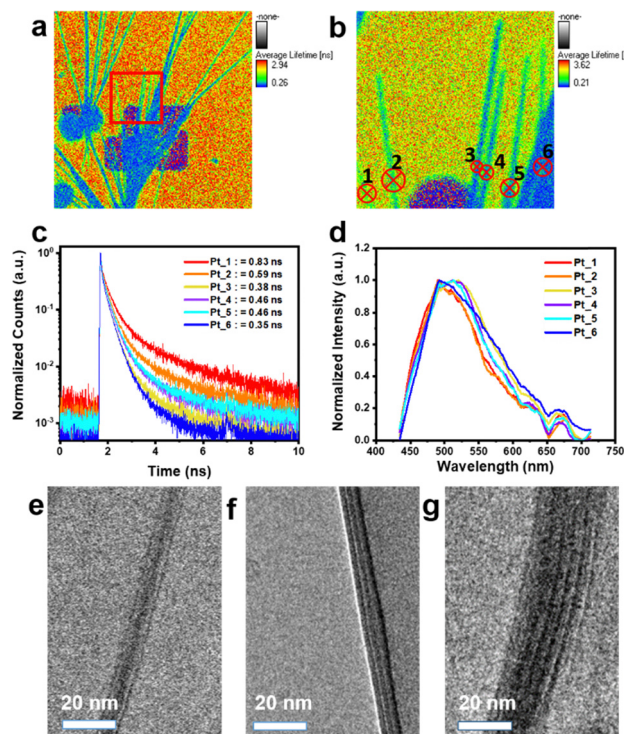 a
-none-
Average Lifetime [ns]
2.94
0.26
b
-none-
Average Lifetime [
3.62
0.21
1
2
3
4
5
6
c
Normalized Counts (a.u.)
10⁰
10⁻¹
10⁻²
10⁻³
0 2 4 6 8 10
Time (ns)
Pt_1 : = 0.83 ns
Pt_2 : = 0.59 ns
Pt_3 : = 0.38 ns
Pt_4 : = 0.46 ns
Pt_5 : = 0.46 ns
Pt_6 : = 0.35 ns
d
Normalized Intensity (a.u.)
1.0
0.8
0.6
0.4
0.2
0.0
400 450 500 550 600 650 700 750
Wavelength (nm)
Pt_1
Pt_2
Pt_3
Pt_4
Pt_5
Pt_6
e
20 nm
f
20 nm
g
20 nm